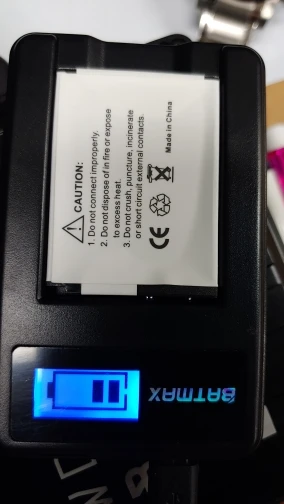 CAUTION:
1. Do not connect improperly.
2. Do not dispose of in fire or expose
to excess heat.
3. Do not crush, puncture, incinerate
or short circuit external contacts.
CE
Made in China
BATMAX